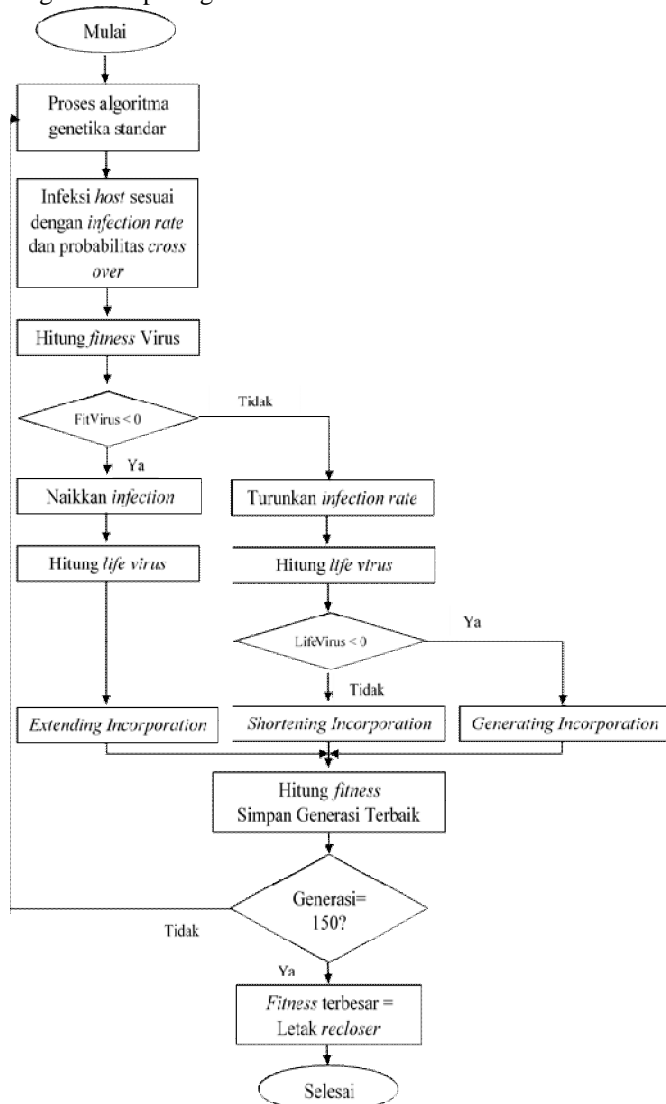 Mulai
Proses algoritma
genetika standar
Infeksi host sesuai
dengan infection rate
dan probabilitas cross
over
Hitung fitness Virus
FitVirus < 0
Tidak
Ya
Naikkan infection
Turunkan infection rate
Hitung life virus
Hitung life virus
LifeVirus < 0
Ya
Tidak
Extending Incorporation
Shortening Incorporation
Generating Incorporation
Hitung fitness
Simpan Generasi Terbaik
Generasi=
150?
Tidak
Ya
Fitness terbesar =
Letak recloser
Selesai